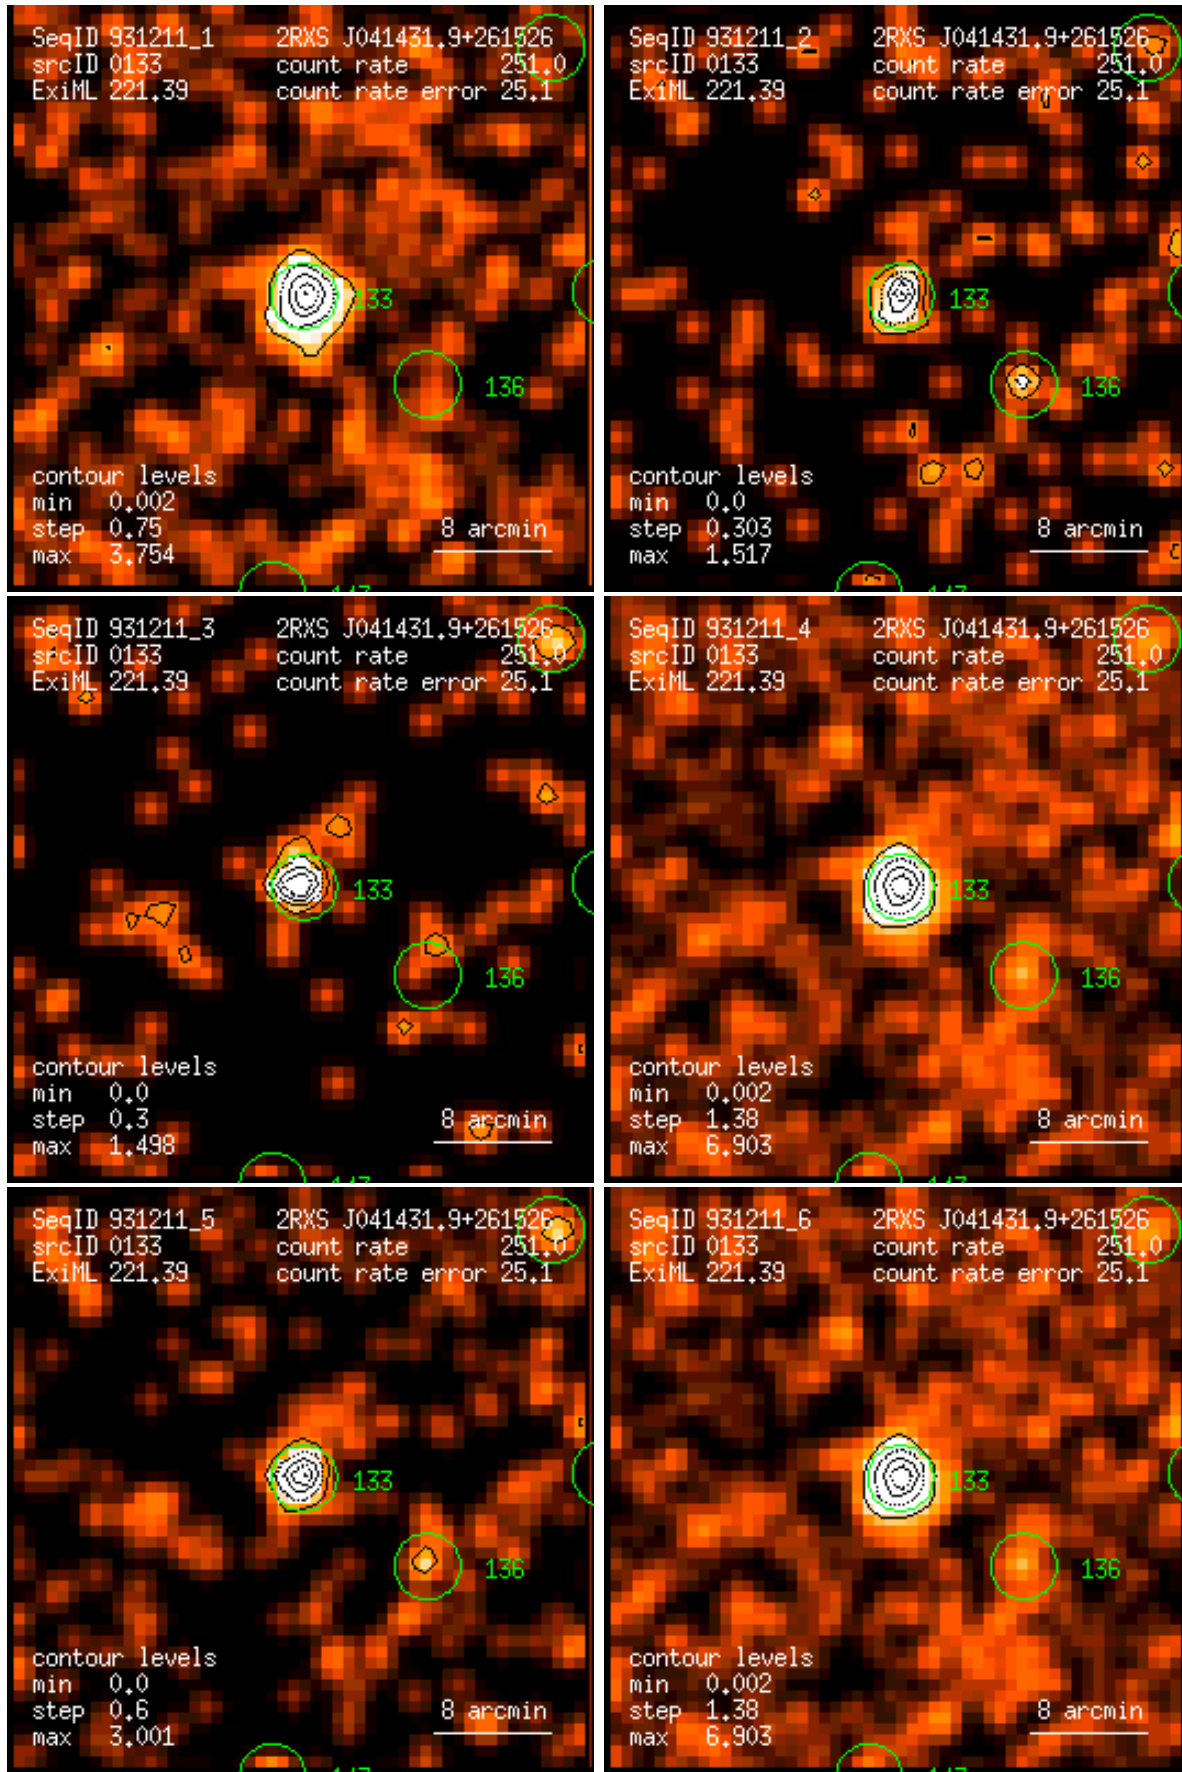 SeqID 931211_1 2RXS J041431.9+261526
srcID 0133 count rate 251.0
ExiML 221.39 count rate error 25.1
133
136
contour levels
min 0.002
step 0.75 8 arcmin
max 3.754
SeqID 931211_2 2RXS J041431.9+261526
srcID 0133 count rate 251.0
ExiML 221.39 count rate error 25.1
133
136
contour levels
min 0.0
step 0.303 8 arcmin
max 1.517
SeqID 931211_3 2RXS J041431.9+261526
srcID 0133 count rate 251.0
ExiML 221.39 count rate error 25.1
133
136
contour levels
min 0.0
step 0.3 8 arcmin
max 1.498
SeqID 931211_4 2RXS J041431.9+261526
srcID 0133 count rate 251.0
ExiML 221.39 count rate error 25.1
133
136
contour levels
min 0.002
step 1.38 8 arcmin
max 6.903
SeqID 931211_5 2RXS J041431.9+261526
srcID 0133 count rate 251.0
ExiML 221.39 count rate error 25.1
133
136
contour levels
min 0.0
step 0.6 8 arcmin
max 3.001
SeqID 931211_6 2RXS J041431.9+261526
srcID 0133 count rate 251.0
ExiML 221.39 count rate error 25.1
133
136
contour levels
min 0.002
step 1.38 8 arcmin
max 6.903